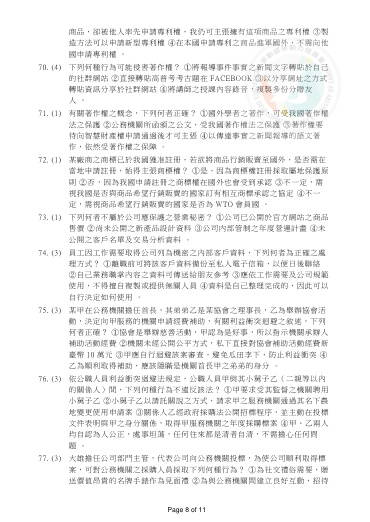 商品，卻被他人率先申請專利權，我仍可主張擁有這項商品之專利權 ③製
造方法可以申請新型專利權 ④在本國申請專利之商品進軍國外，不需向他
國申請專利權 。
70. (4) 下列何種行為可能侵害著作權？ ①將報導事件事實之新聞文字轉貼於自己
的社群網站 ②直接轉貼高普考考古題在 FACEBOOK ③以分享網址之方式
轉貼資訊分享於社群網站 ④將講師之授課內容錄音，複製多份分贈友
人 。
71. (1) 有關著作權之概念，下列何者正確？ ①國外學者之著作，可受我國著作權法
之保護 ②公務機關所函頒之公文，受我國著作權法之保護 ③著作權要
待向智慧財產權申請通過後才可主張 ④以傳達事實之新聞報導的語文著
作，依然受著作權之保障 。
72. (1) 某廠商之商標已於我國獲准註冊，若欲將商品行銷販賣至國外，是否需在
當地申請註冊，始得主張商標權？ ①是，因為商標權註冊採取屬地保護原
則 ②否，因為我國申請註冊之商標權在國外也會受到承認 ③不一定，需
視我國是否與商品希望行銷販賣的國家訂有相互商標承認之協定 ④不一
定，需視商品希望行銷販賣的國家是否為 WTO 會員國 。
73. (1) 下列何者不屬於公司應保護之營業秘密？ ①公司已公開於官方網站之商品
售價 ②尚未公開之新產品設計資料 ③公司內部管制之年度營運計畫 ④未
公開之客戶名單及交易分析資料 。
74. (3) 員工因工作需要取得公司列為機密之內部客戶資料，下列何者為正確之處
理方式？ ①離職前可將該客戶資料備份至私人電子信箱，以便日後聯絡
②自己業務職掌內容之資料可傳送給朋友參考 ③應依工作需要及公司規範
使用，不得擅自複製或提供無關人員 ④資料是自己整理完成的，因此可以
自行決定如何使用 。
75. (3) 某甲在公務機關擔任首長，其弟弟乙是某協會之理事長，乙為舉辦協會活
動，決定向甲服務的機關申請經費補助，有關利益衝突迴避之敘述，下列
何者正確？ ①協會是舉辦慈善活動，甲認為是好事，所以指示機關承辦人
補助活動經費 ②機關未經公開公平方式，私下直接對協會補助活動經費新
臺幣 10 萬元 ③甲應自行迴避該案審查，避免瓜田李下，防止利益衝突 ④
乙為順利取得補助，應該隱瞞是機關首長甲之弟弟的身分 。
76. (3) 依公職人員利益衝突迴避法規定，公職人員甲與其小舅子乙（二親等以內
的關係人）間，下列何種行為不違反該法？ ①甲要求受其監督之機關聘用
小舅子乙 ②小舅子乙以請託關說之方式，請求甲之服務機關通過其名下農
地變更使用申請案 ③關係人乙經政府採購法公開招標程序，並主動在投標
文件表明與甲之身分關係，取得甲服務機關之年度採購標案 ④甲、乙兩人
均自認為人公正，處事坦蕩，任何往來都是清者自清，不需擔心任何問
題 。
77. (3) 大雄擔任公司部門主管，代表公司向公務機關投標，為使公司順利取得標
案，可對公務機關之採購人員採取下列何種行為？ ①為社交禮俗需要，贈
送價值昂貴的名牌手錶作為見面禮 ②為與公務機關間建立良好互動，招待
Page 8 of 11